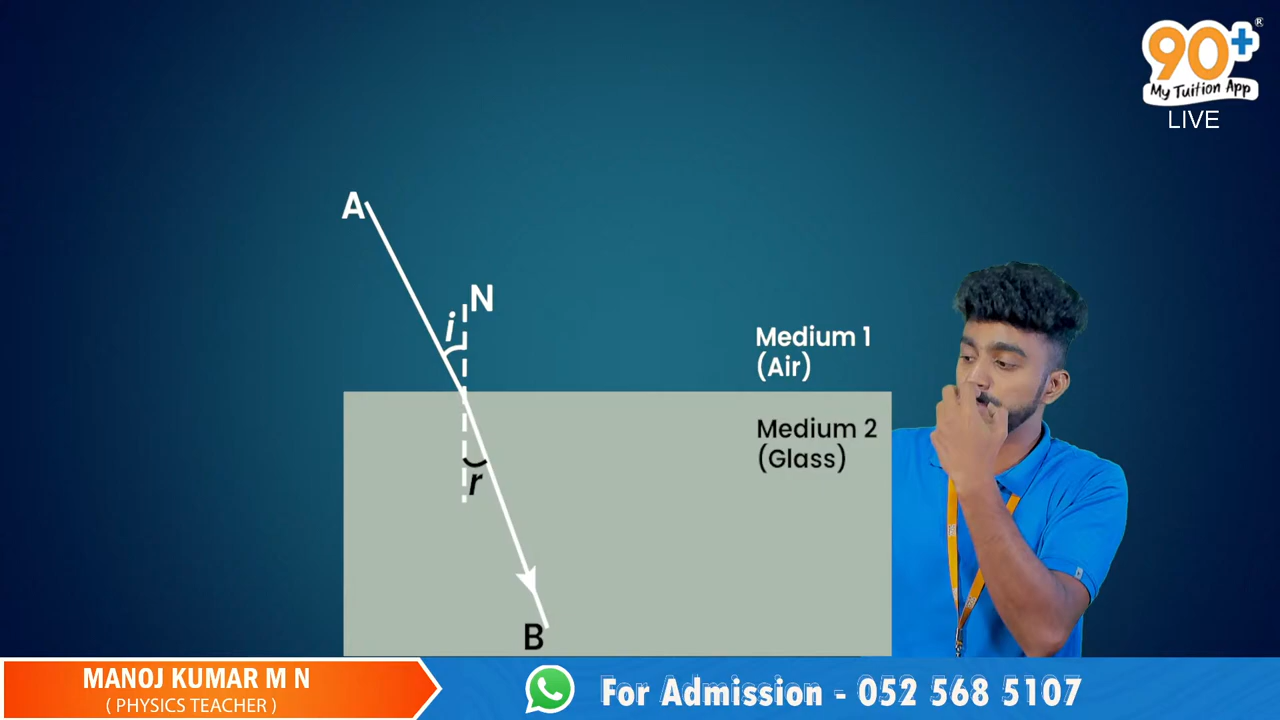 90+
®
My Tuition App
LIVE
A
N
i
Medium 1
(Air)
Medium 2
(Glass)
r
B
MANOJ KUMAR M N
( PHYSICS TEACHER )
For Admission - 052 568 5107